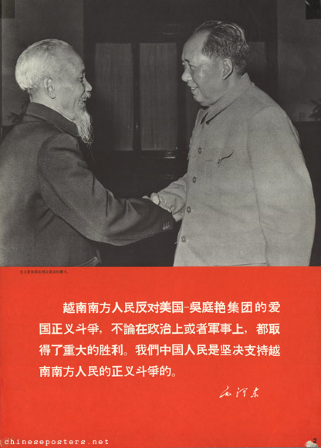 越南南方人民反对美国-吳庭艳集团的爱
国正义斗爭，不論在政治上或者軍事上，都取
得了重大的胜利。我們中国人民是坚决支持越
南南方人民的正义斗爭的。
毛泽东
chineseposters.net